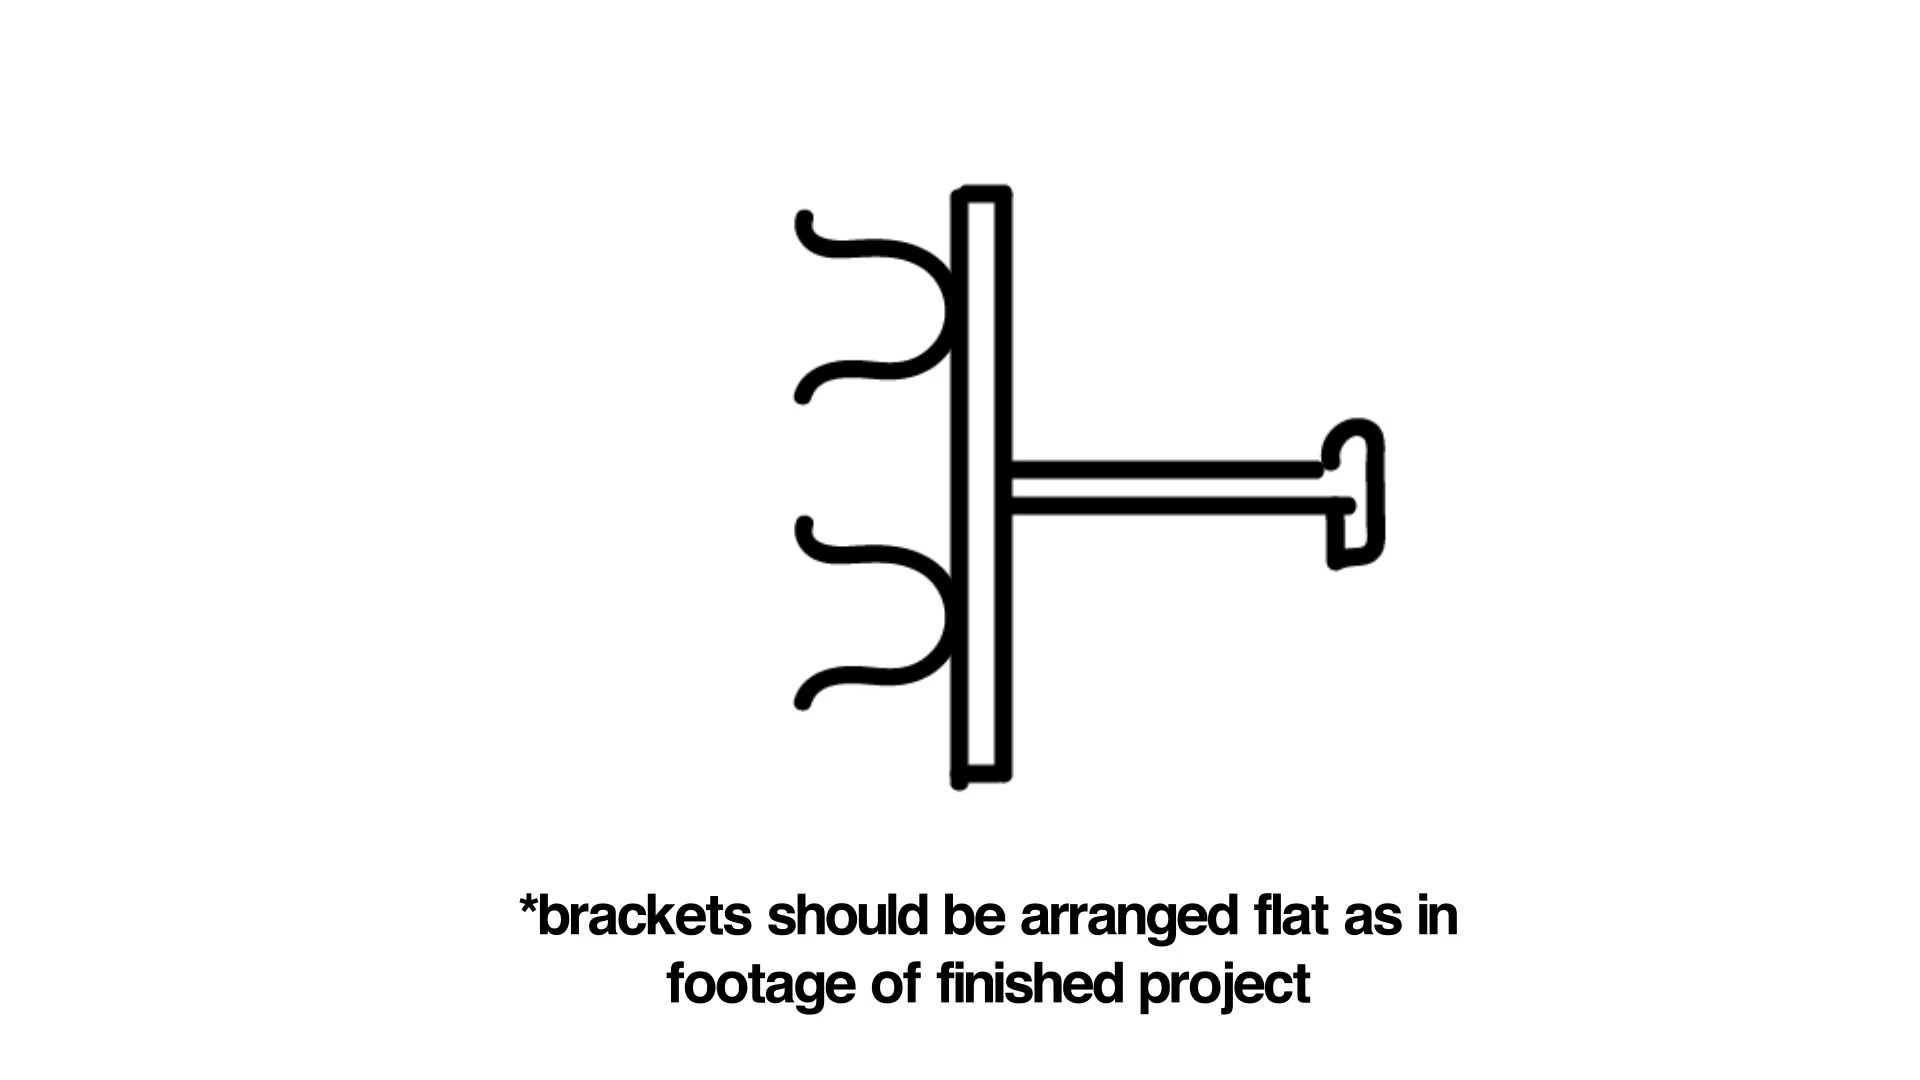 *brackets should be arranged flat as in
footage of finished project